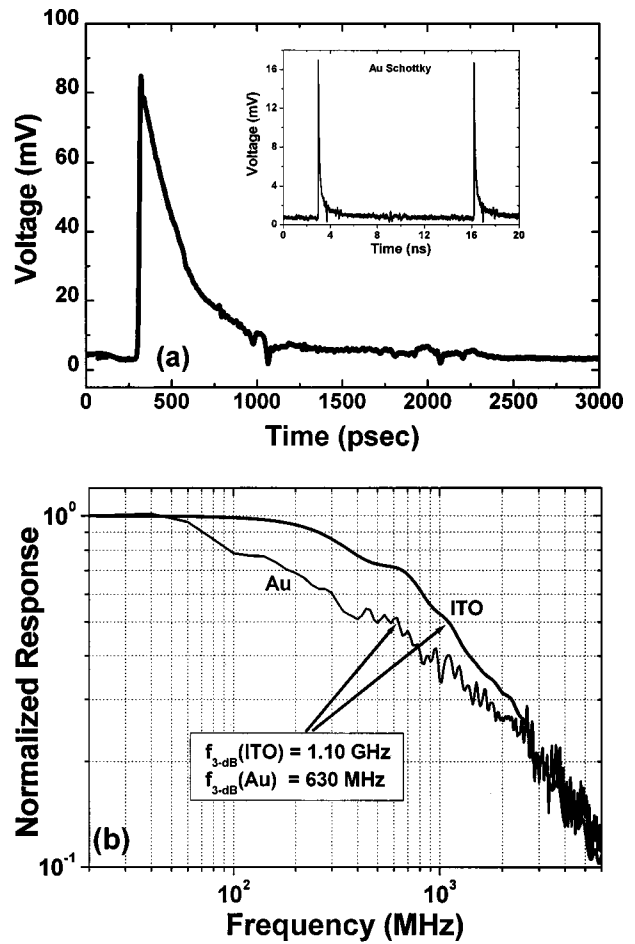 100
80
60
40
20
0
Voltage (mV)
16
12
8
4
0
Voltage (mV)
Au Schottky
0 4 8 12 16 20
Time (ns)
(a)
0 500 1000 1500 2000 2500 3000
Time (psec)
10⁰
10⁻¹
Normalized Response
Au
ITO
f3-dB(ITO) = 1.10 GHz
f3-dB(Au) = 630 MHz
(b)
10² 10³
Frequency (MHz)